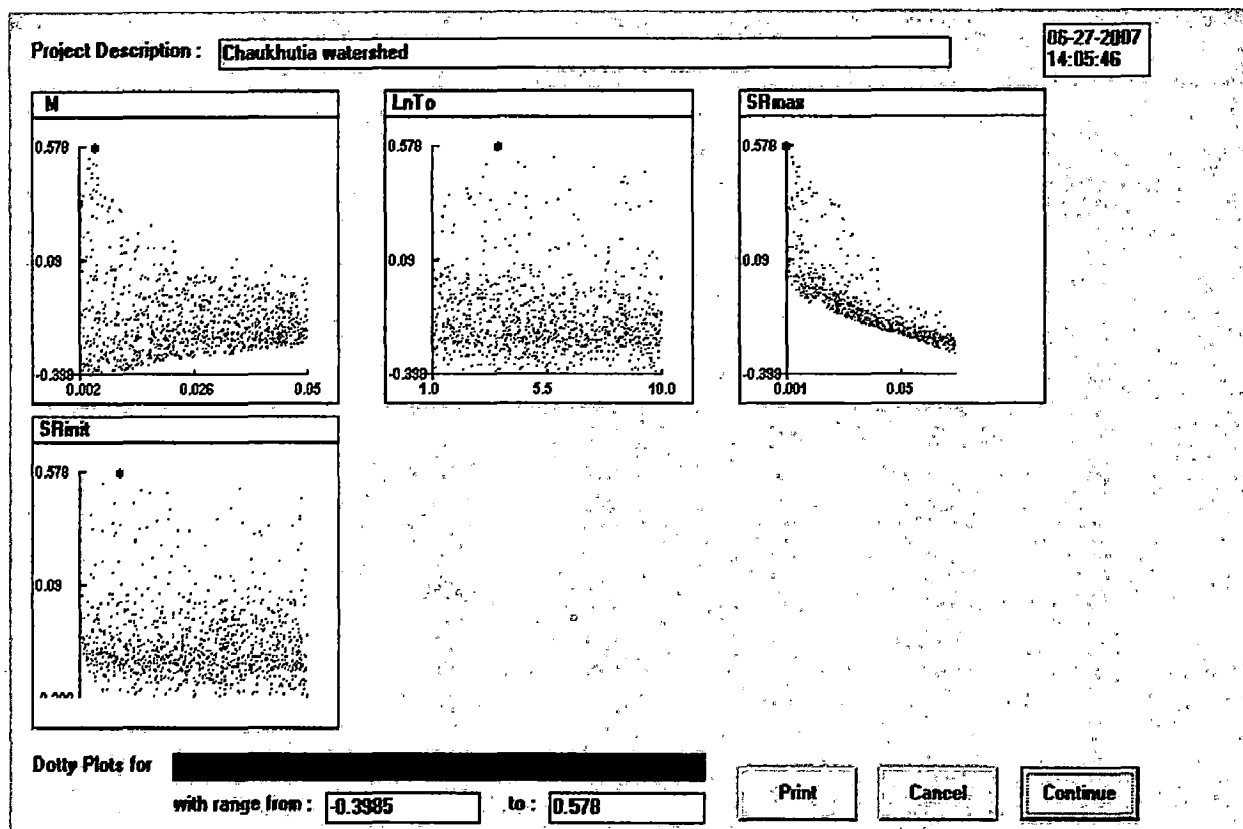 Project Description : Chaukhutia watershed
06-27-2007
14:05:46
M
0.578
0.09
-0.398
0.002 0.026 0.05
LnTo
0.578
0.09
-0.398
1.0 5.5 10.0
SRmax
0.578
0.09
-0.398
0.001 0.05
SRinit
0.578
0.09
Dotty Plots for
with range from : -0.3985 to : 0.578
Print Cancel Continue